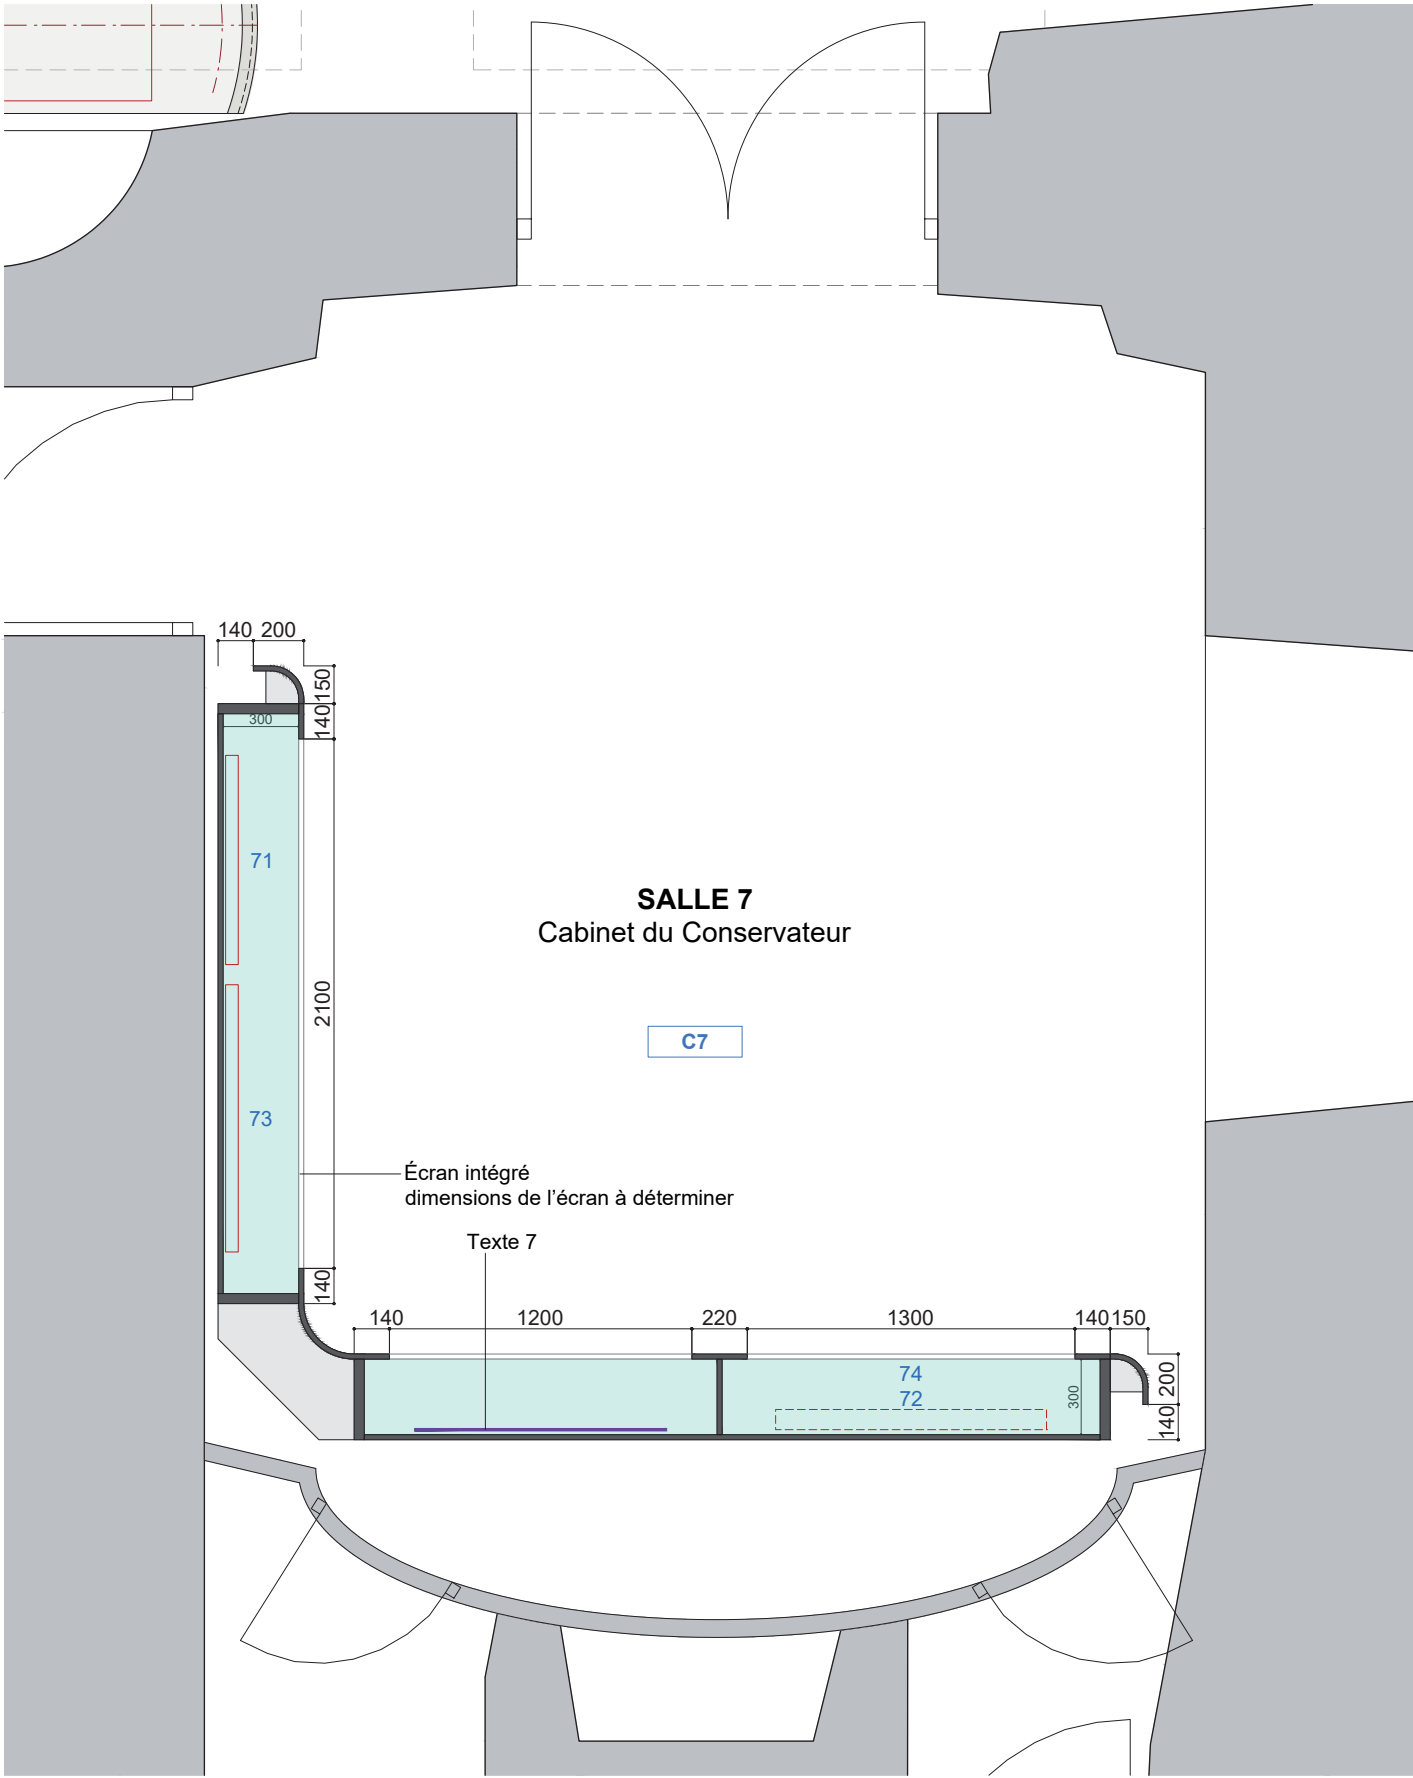 140 200
150
140
300
71
SALLE 7
Cabinet du Conservateur
2100
C7
73
Écran intégré
dimensions de l'écran à déterminer
Texte 7
140
140 1200 220 1300 140 150
74
72
300
200
140